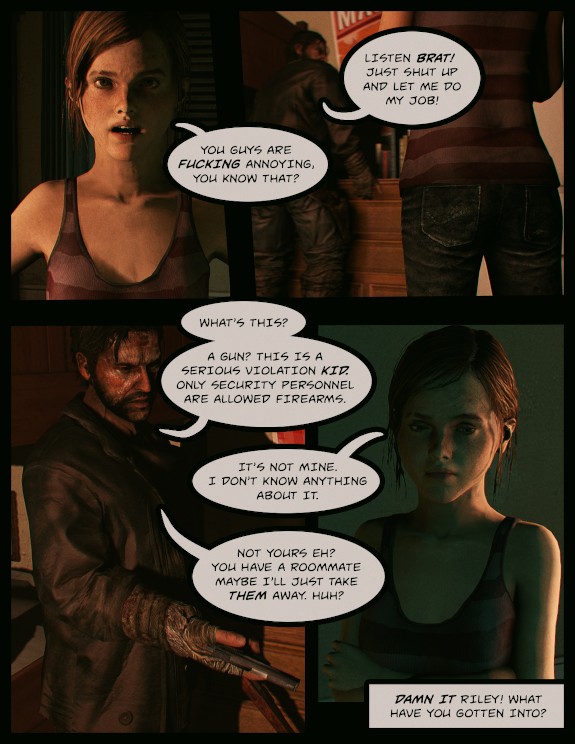 YOU GUYS ARE
FUCKING ANNOYING,
YOU KNOW THAT?
LISTEN BRAT!
JUST SHUT UP
AND LET ME DO
MY JOB!
WHAT'S THIS?
A GUN? THIS IS A
SERIOUS VIOLATION KID.
ONLY SECURITY PERSONNEL
ARE ALLOWED FIREARMS.
IT'S NOT MINE.
I DON'T KNOW ANYTHING
ABOUT IT.
NOT YOURS EH?
YOU HAVE A ROOMMATE
MAYBE I'LL JUST TAKE
THEM AWAY. HUH?
DAMN IT RILEY! WHAT
HAVE YOU GOTTEN INTO?